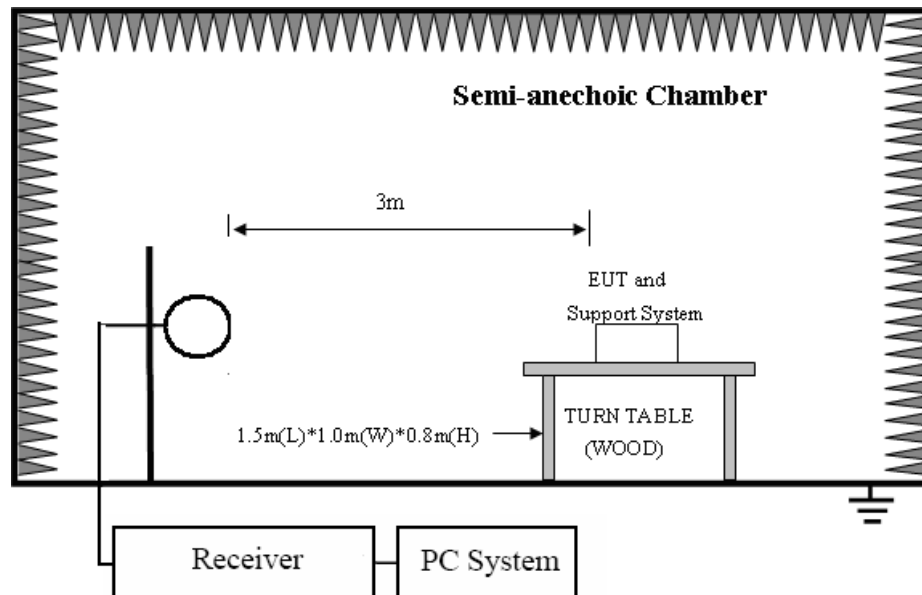 Semi-anechoic Chamber
3m
EUT and
Support System
1.5m(L)*1.0m(W)*0.8m(H)
TURN TABLE
(WOOD)
Receiver
PC System